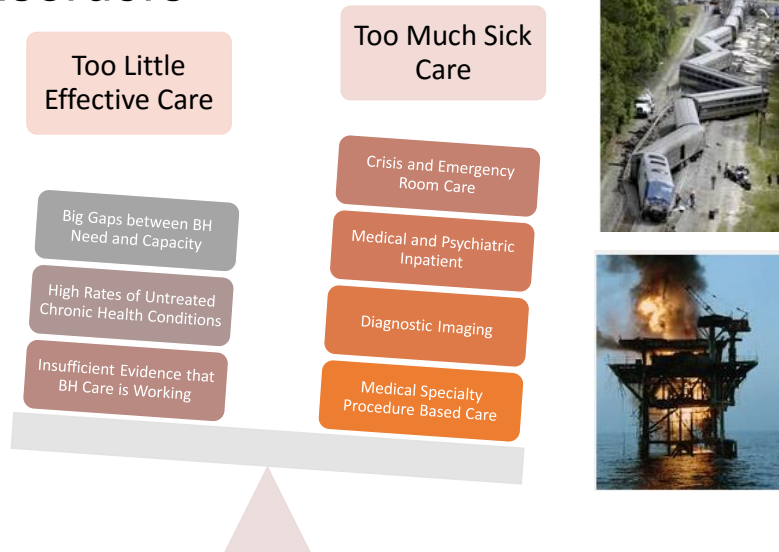 Too Little
Effective Care
Too Much Sick
Care
Big Gaps between BH
Need and Capacity
High Rates of Untreated
Chronic Health Conditions
Insufficient Evidence that
BH Care is Working
Crisis and Emergency
Room Care
Medical and Psychiatric
Inpatient
Diagnostic Imaging
Medical Specialty
Procedure Based Care